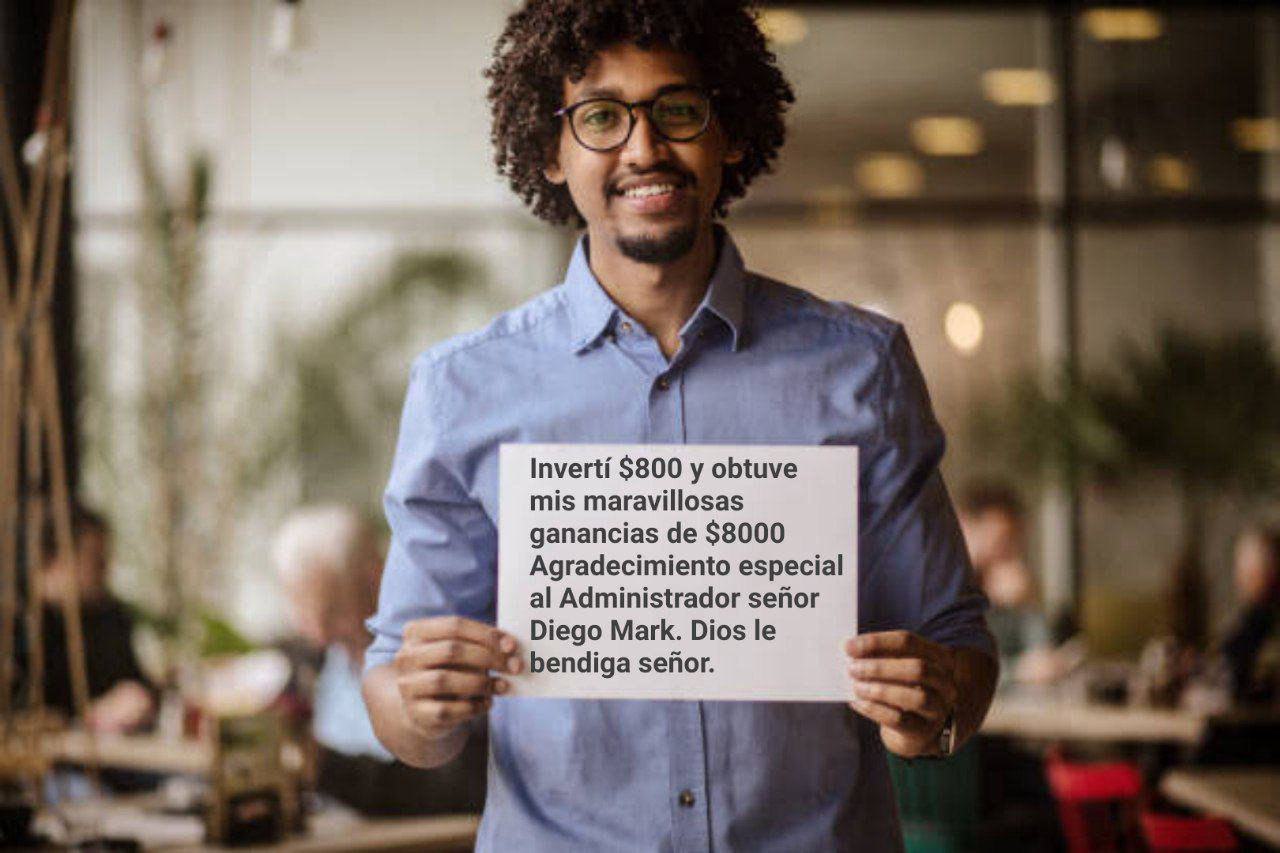 Invertí $800 y obtuve
mis maravillosas
ganancias de $8000
Agradecimiento especial
al Administrador señor
Diego Mark. Dios le
bendiga señor.